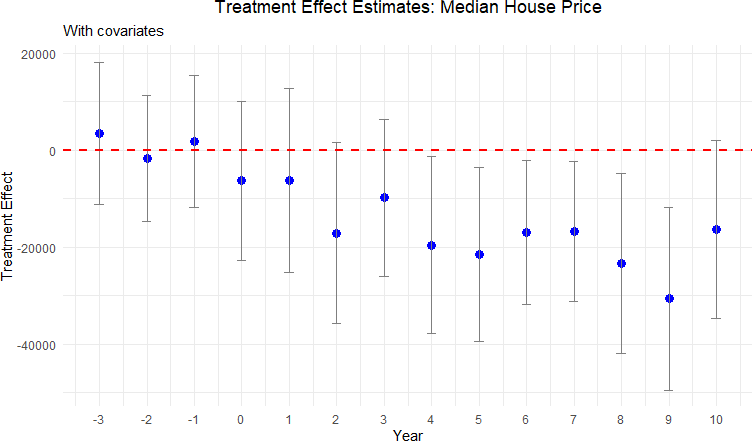 Treatment Effect Estimates: Median House Price
With covariates
20000
0
-20000
-40000
Treatment Effect
-3 -2 -1 0 1 2 3 4 5 6 7 8 9 10
Year